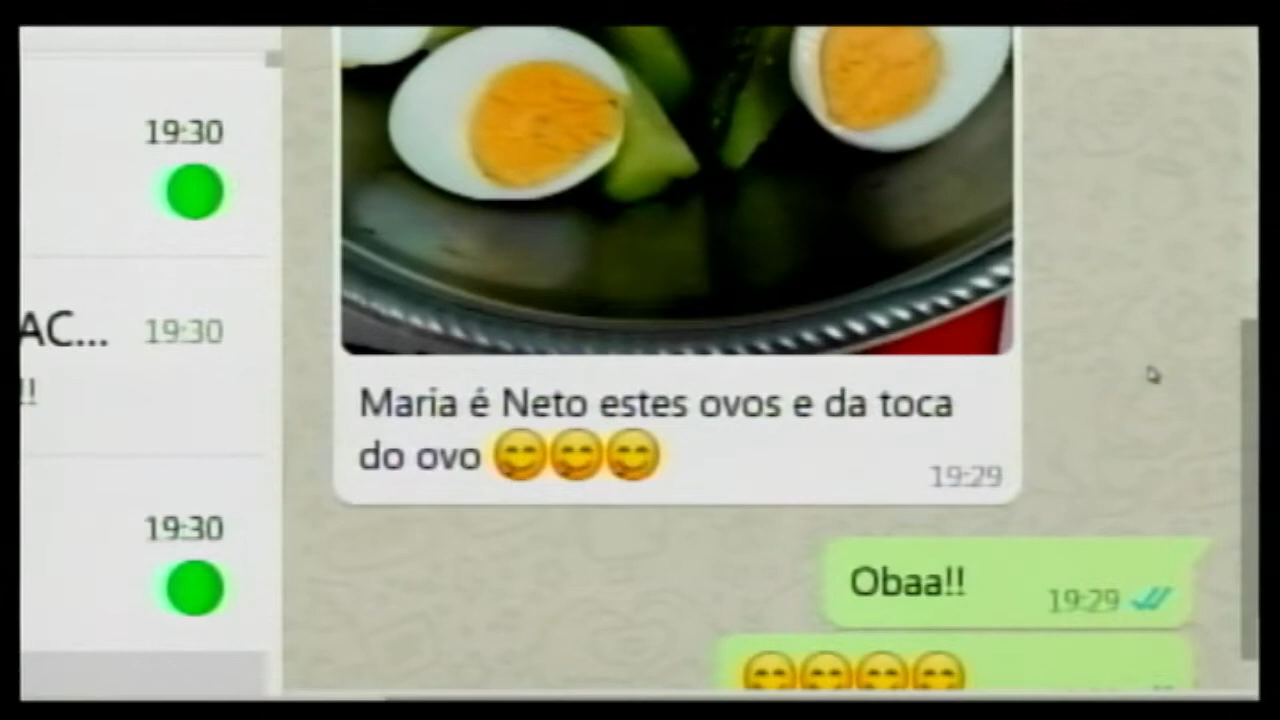 19:30
AC... 19:30
!!
19:30
Maria é Neto estes ovos e da toca
do ovo 😋😋😋
19:29
Obaa!!
19:29
😋😋😋😋